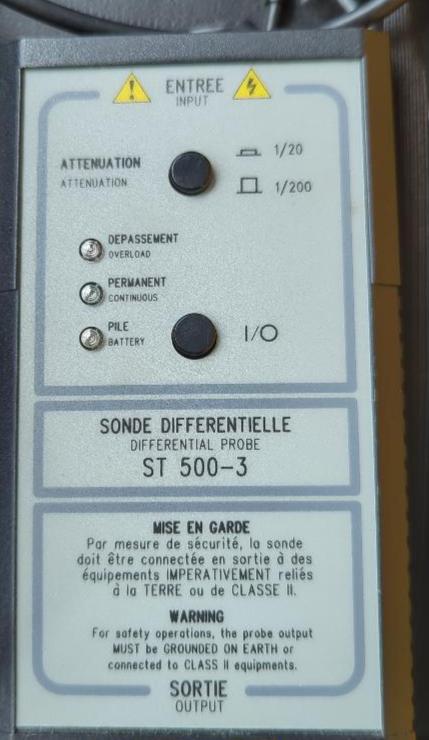 ENTREE
INPUT
ATTENUATION
ATTENUATION
1/20
1/200
DEPASSEMENT
OVERLOAD
PERMANENT
CONTINUOUS
PILE
BATTERY
I/O
SONDE DIFFERENTIELLE
DIFFERENTIAL PROBE
ST 500-3
MISE EN GARDE
Par mesure de sécurité, la sonde
doit être connectée en sortie à des
équipements IMPERATIVEMENT reliés
à la TERRE ou de CLASSE II.
WARNING
For safety operations, the probe output
MUST be GROUNDED ON EARTH or
connected to CLASS II equipments.
SORTIE
OUTPUT